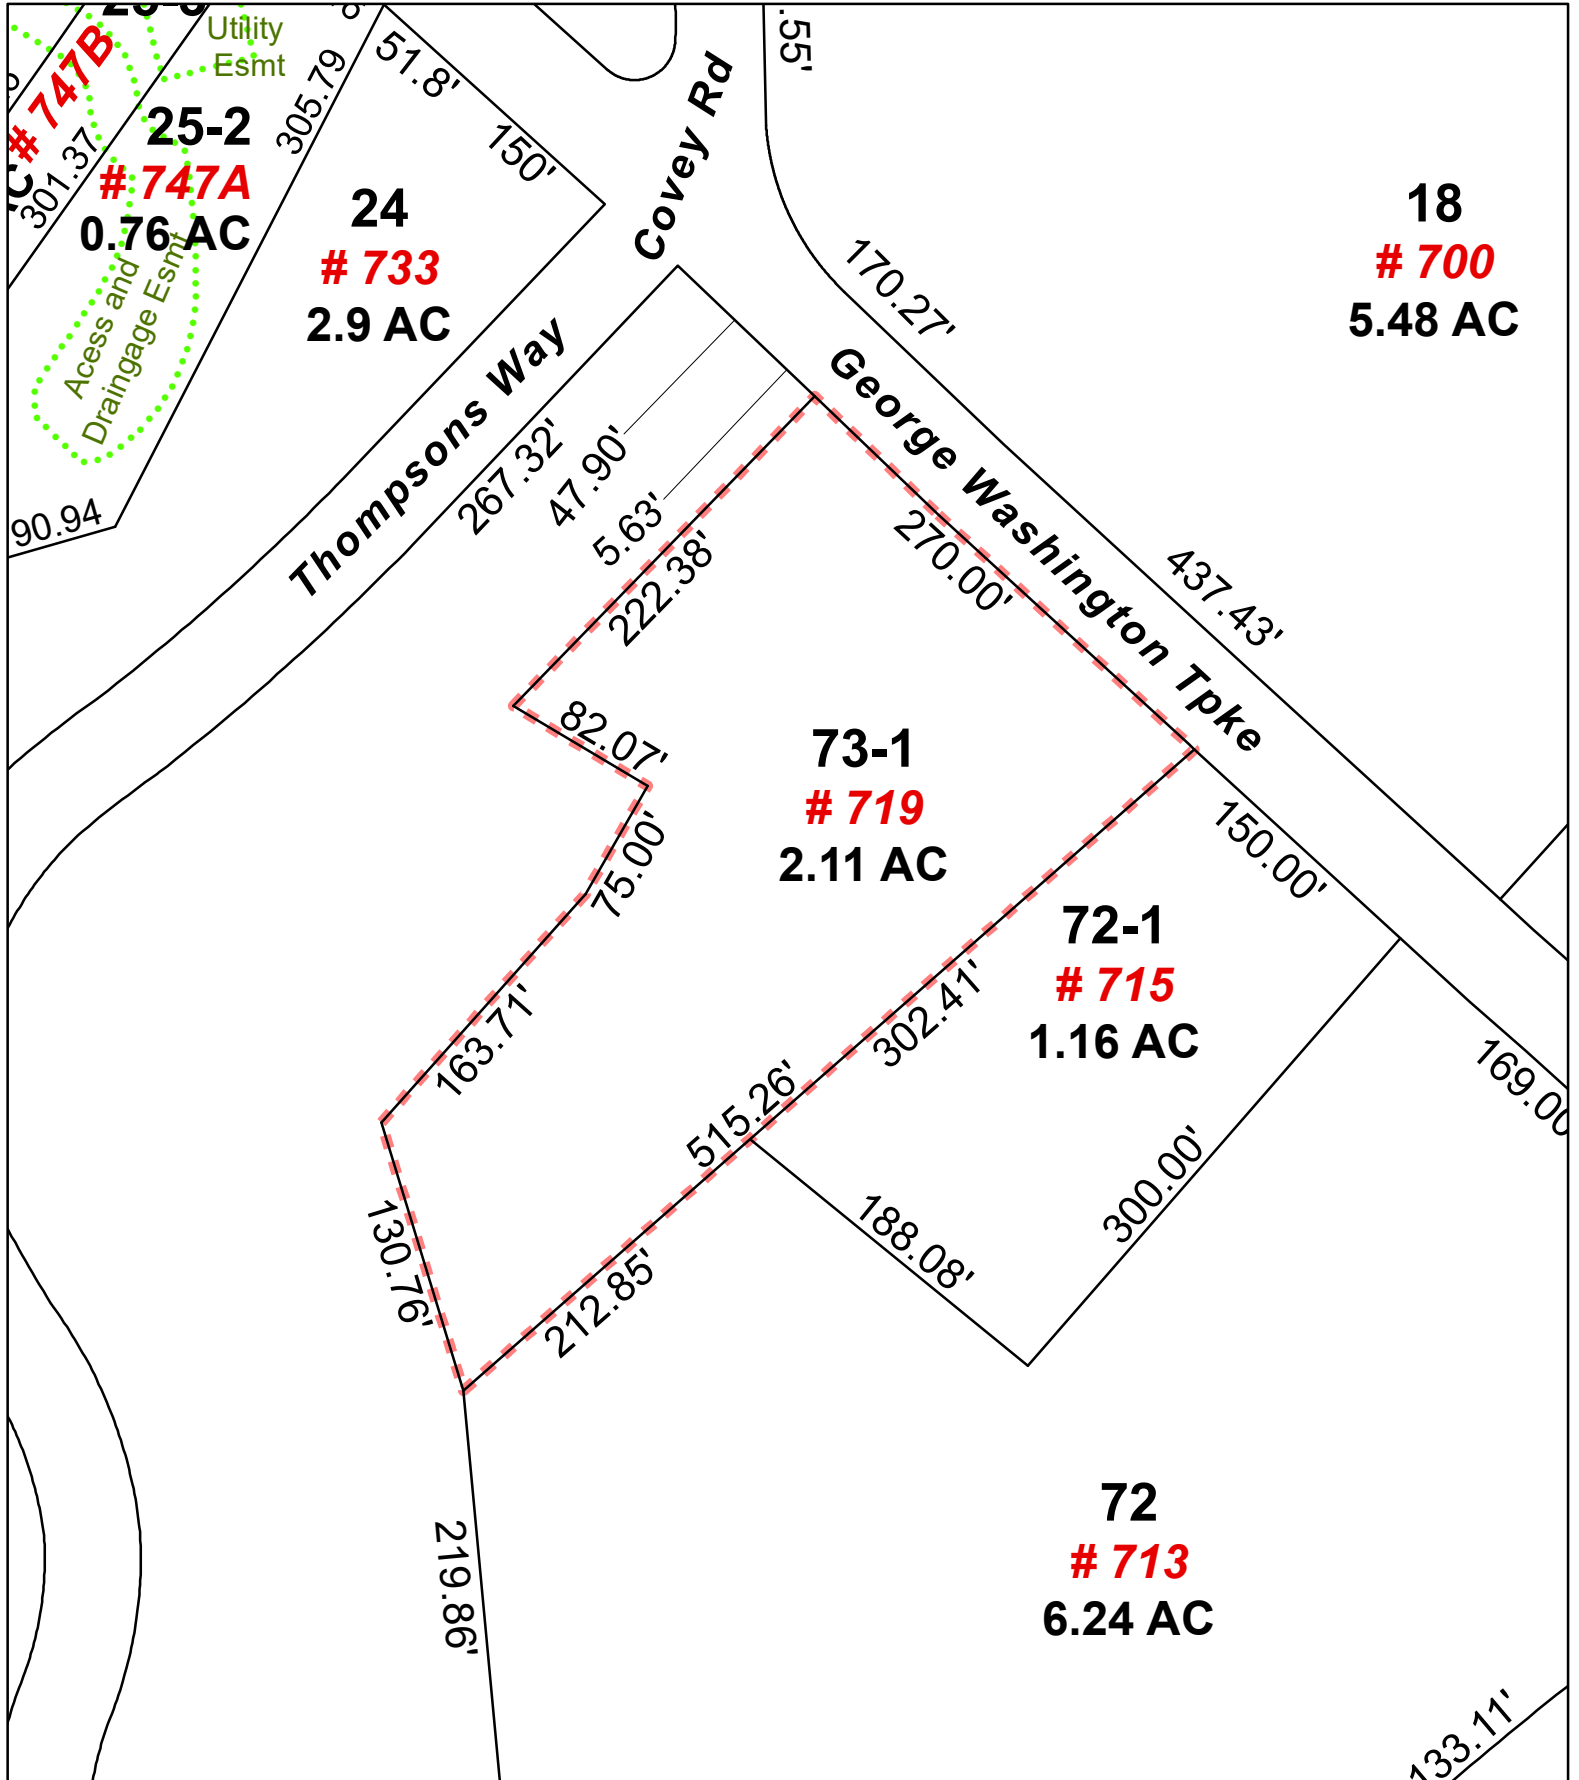 Utility
Esmt
# 747B
301.37
25-2
# 747A
0.76 AC
305.79
Acess and
Draingage Esmt
90.94
51.8'
150'
24
# 733
2.9 AC
Covey Rd
.55'
170.27'
18
# 700
5.48 AC
Thompsons Way
267.32'
47.90'
5.63'
222.38'
George Washington Tpke
270.00'
437.43'
82.07'
75.00'
73-1
# 719
2.11 AC
150.00'
163.71'
72-1
# 715
1.16 AC
302.41'
515.26'
169.00
130.76'
212.85'
188.08'
300.00'
219.86'
72
# 713
6.24 AC
133.11'